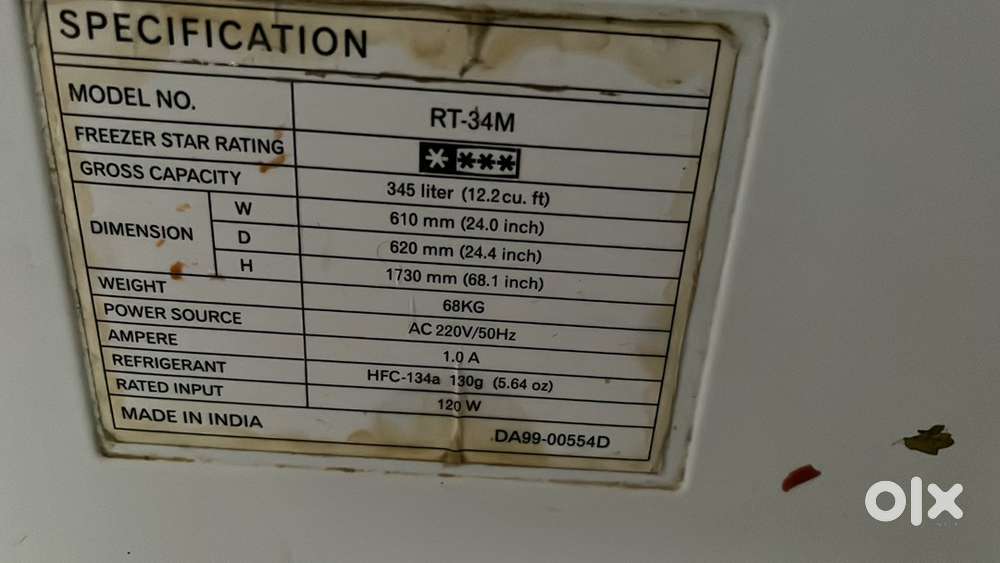 SPECIFICATION
MODEL NO. RT-34M
FREEZER STAR RATING
GROSS CAPACITY 345 liter (12.2cu. ft)
DIMENSION W 610 mm (24.0 inch)
D 620 mm (24.4 inch)
H 1730 mm (68.1 inch)
WEIGHT 68KG
POWER SOURCE AC 220V/50Hz
AMPERE 1.0 A
REFRIGERANT HFC-134a 130g (5.64 oz)
RATED INPUT 120 W
MADE IN INDIA DA99-00554D
olx